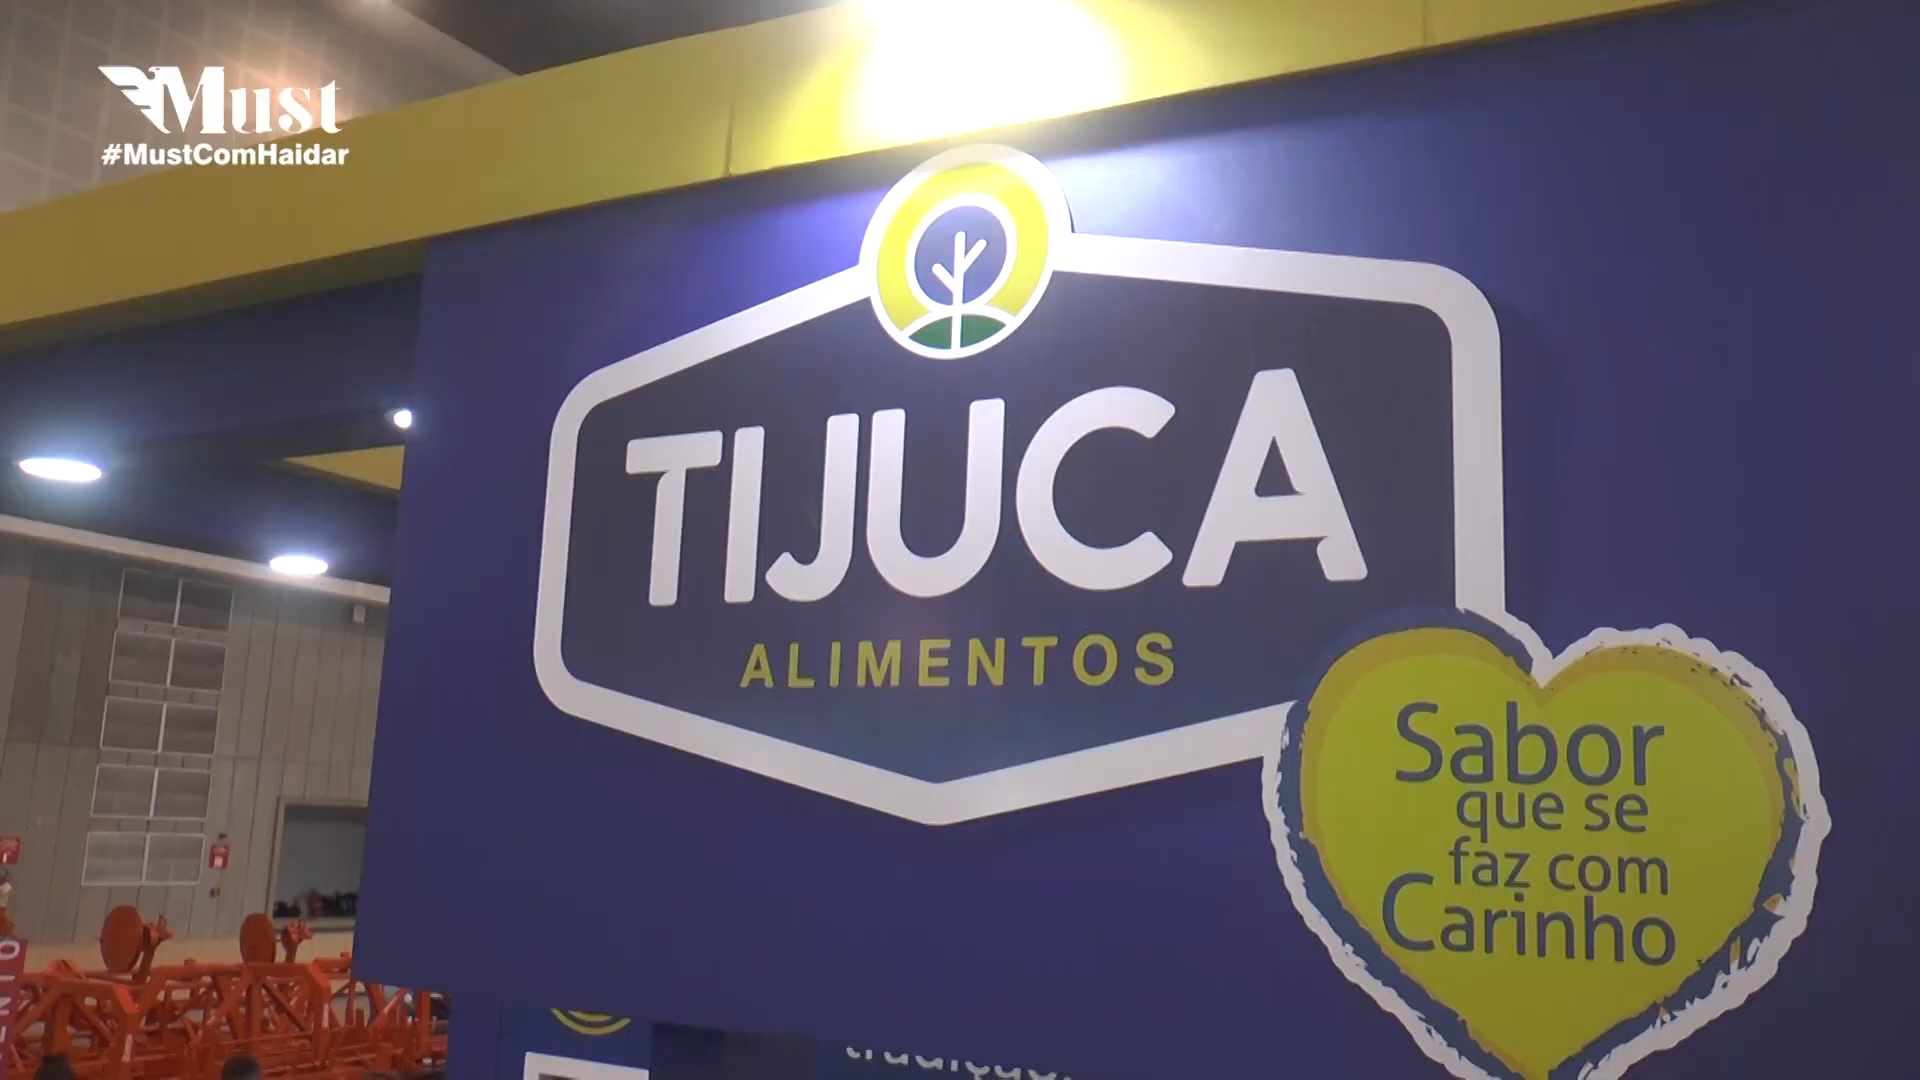 Must
#MustComHaidar
TIJUCA
ALIMENTOS
Sabor
que se
faz com
Carinho